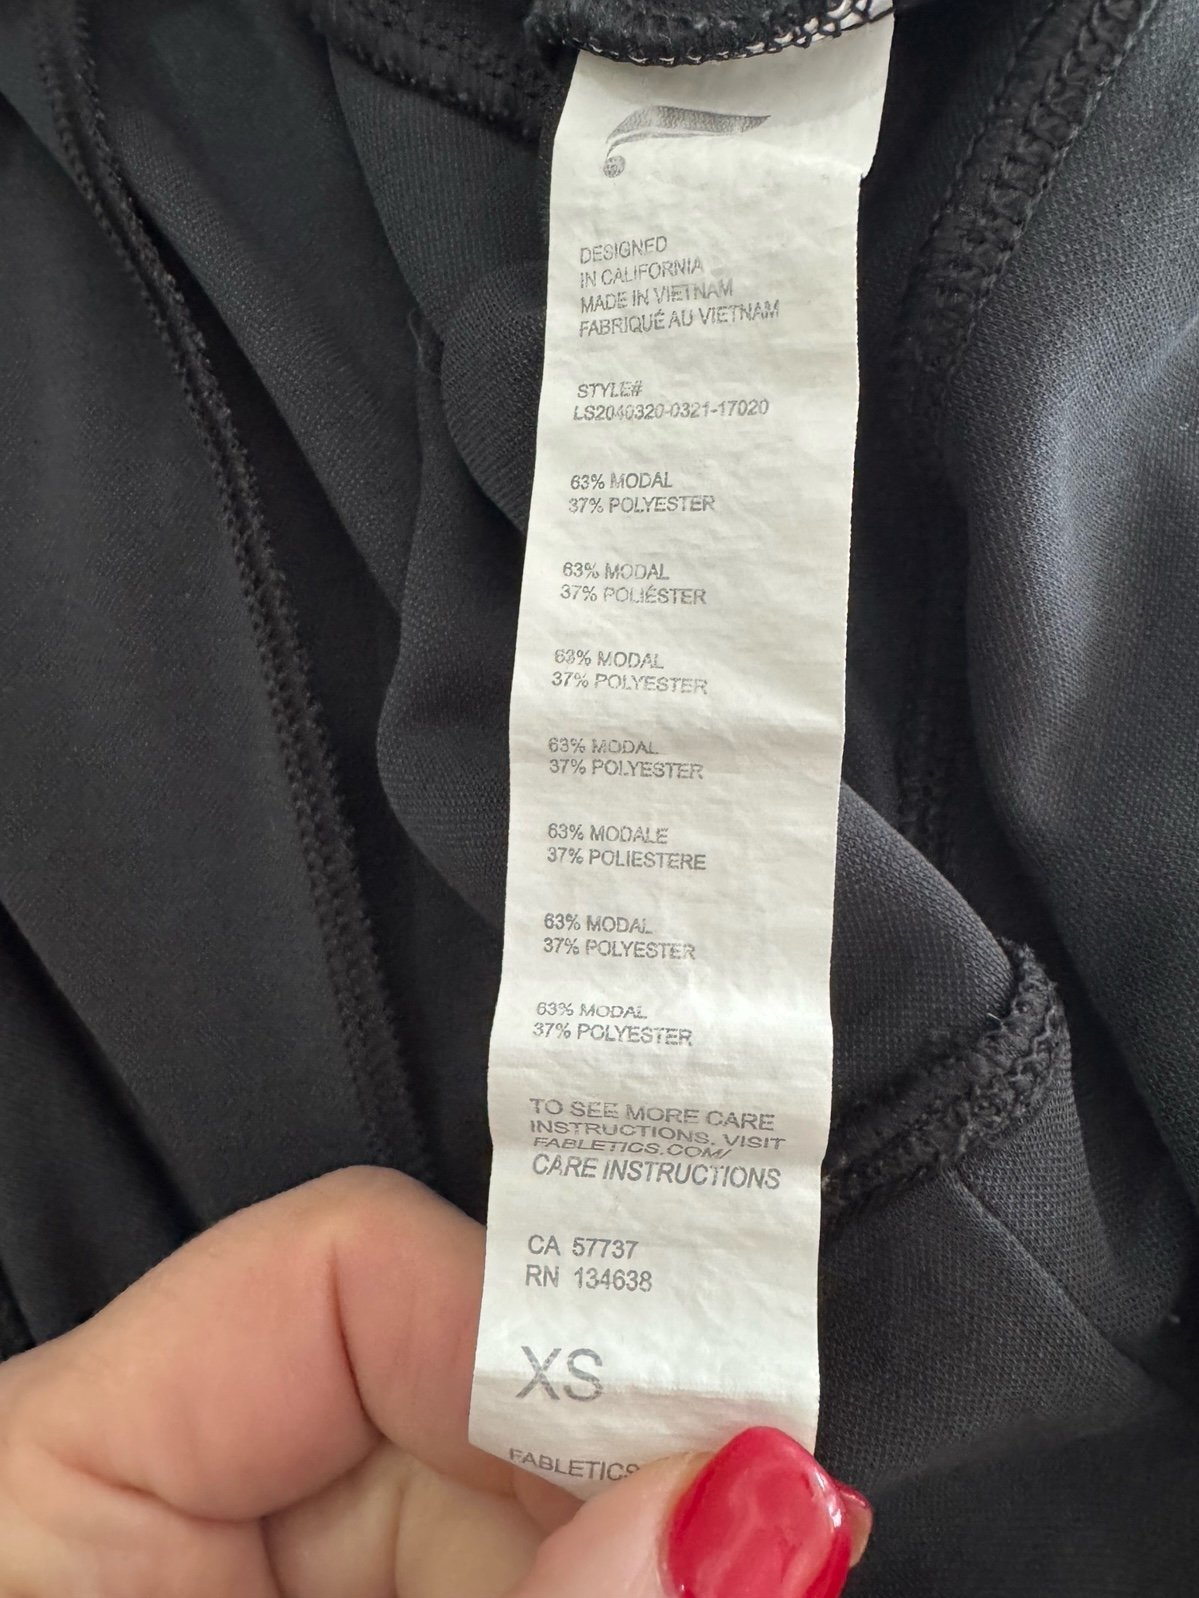 DESIGNED
IN CALIFORNIA
MADE IN VIETNAM
FABRIQUÉ AU VIETNAM
STYLE#
LS2040320-0321-17020
63% MODAL
37% POLYESTER
63% MODAL
37% POLIÉSTER
63% MODAL
37% POLYESTER
63% MODAL
37% POLYESTER
63% MODALE
37% POLIESTERE
63% MODAL
37% POLYESTER
63% MODAL
37% POLYESTER
TO SEE MORE CARE
INSTRUCTIONS, VISIT
FABLETICS.COM/
CARE INSTRUCTIONS
CA 57737
RN 134638
XS
FABLETICS